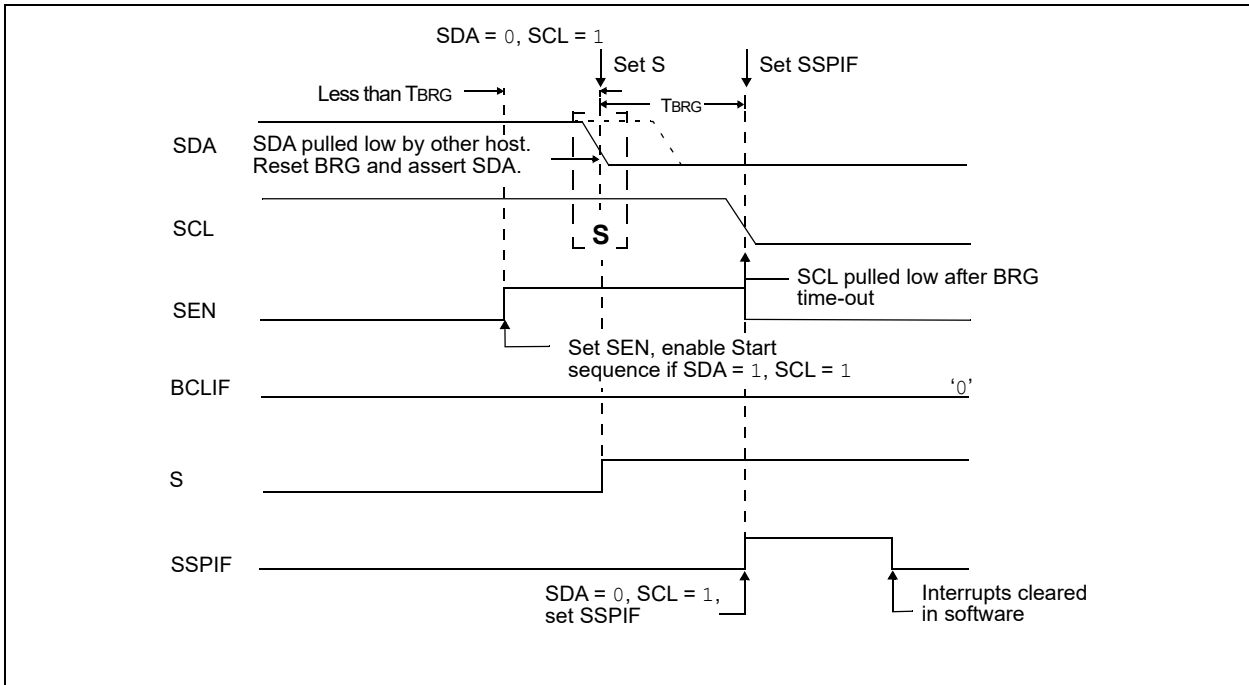 SDA = 0, SCL = 1
Set S
Set SSPIF
Less than TBRG
TBRG
SDA
SDA pulled low by other host.
Reset BRG and assert SDA.
SCL
S
SCL pulled low after BRG
time-out
SEN
Set SEN, enable Start
sequence if SDA = 1, SCL = 1
BCLIF
‘0’
S
SSPIF
SDA = 0, SCL = 1,
set SSPIF
Interrupts cleared
in software